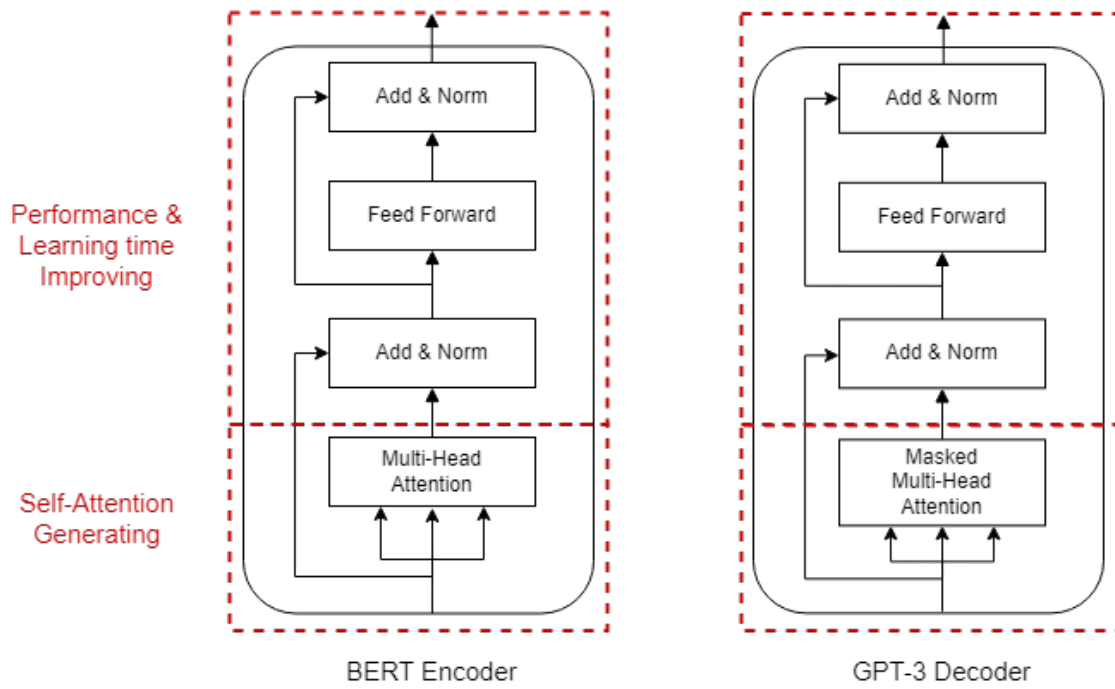 Performance &
Learning time
Improving
Self-Attention
Generating
Add & Norm
Feed Forward
Add & Norm
Multi-Head
Attention
BERT Encoder
Add & Norm
Feed Forward
Add & Norm
Masked
Multi-Head
Attention
GPT-3 Decoder